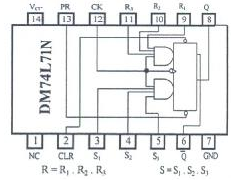 VCC PR CK R3 R2 R1 Q
14 13 12 11 10 9 8
DM74L71N
1 2 3 4 5 6 7
NC CLR S1 S2 S3 Q̅ GND
R = R1 . R2 . R3 S = S1 . S2 . S3